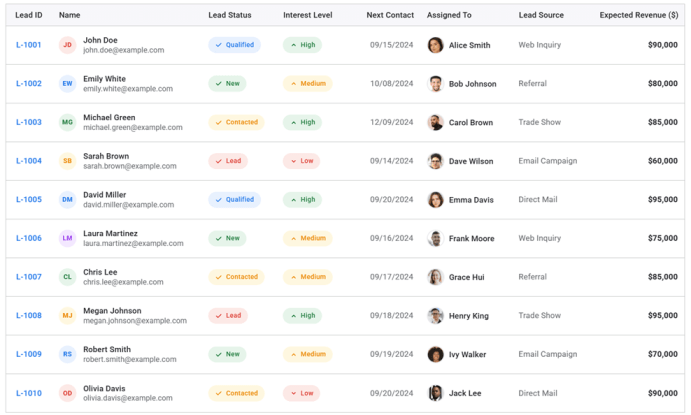 Lead ID Name Lead Status Interest Level Next Contact Assigned To Lead Source Expected Revenue ($)
L-1001 JD John Doe Qualified High 09/15/2024 Alice Smith Web Inquiry $90,000
john.doe@example.com
L-1002 EW Emily White New Medium 10/08/2024 Bob Johnson Referral $80,000
emily.white@example.com
L-1003 MG Michael Green Contacted High 12/09/2024 Carol Brown Trade Show $85,000
michael.green@example.com
L-1004 SB Sarah Brown Lead Low 09/14/2024 Dave Wilson Email Campaign $60,000
sarah.brown@example.com
L-1005 DM David Miller Qualified High 09/20/2024 Emma Davis Direct Mail $95,000
david.miller@example.com
L-1006 LM Laura Martinez New Medium 09/16/2024 Frank Moore Web Inquiry $75,000
laura.martinez@example.com
L-1007 CL Chris Lee Contacted Medium 09/17/2024 Grace Hui Referral $85,000
chris.lee@example.com
L-1008 MJ Megan Johnson Lead High 09/18/2024 Henry King Trade Show $95,000
megan.johnson@example.com
L-1009 RS Robert Smith New Medium 09/19/2024 Ivy Walker Email Campaign $70,000
robert.smith@example.com
L-1010 OD Olivia Davis Contacted Low 09/20/2024 Jack Lee Direct Mail $90,000
olivia.davis@example.com